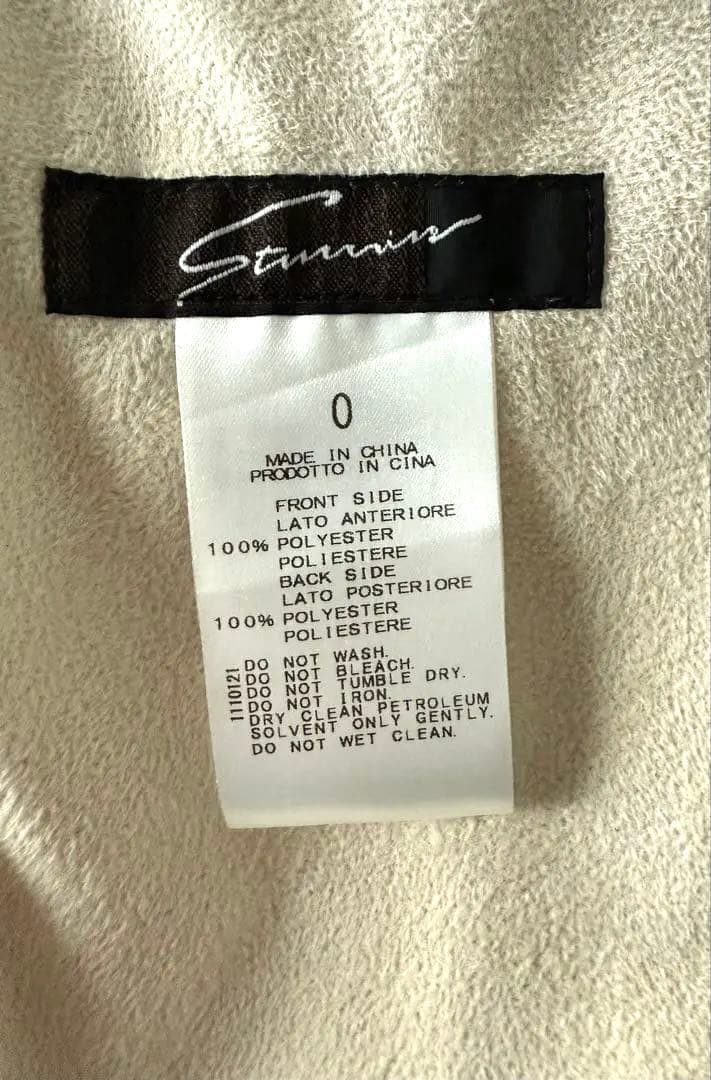 0
MADE IN CHINA
PRODOTTO IN CINA
FRONT SIDE
LATO ANTERIORE
100% POLYESTER
POLIESTERE
BACK SIDE
LATO POSTERIORE
100% POLYESTER
POLIESTERE
1110121
DO NOT WASH.
DO NOT BLEACH.
DO NOT TUMBLE DRY.
DO NOT IRON.
DRY CLEAN PETROLEUM
SOLVENT ONLY GENTLY.
DO NOT WET CLEAN.